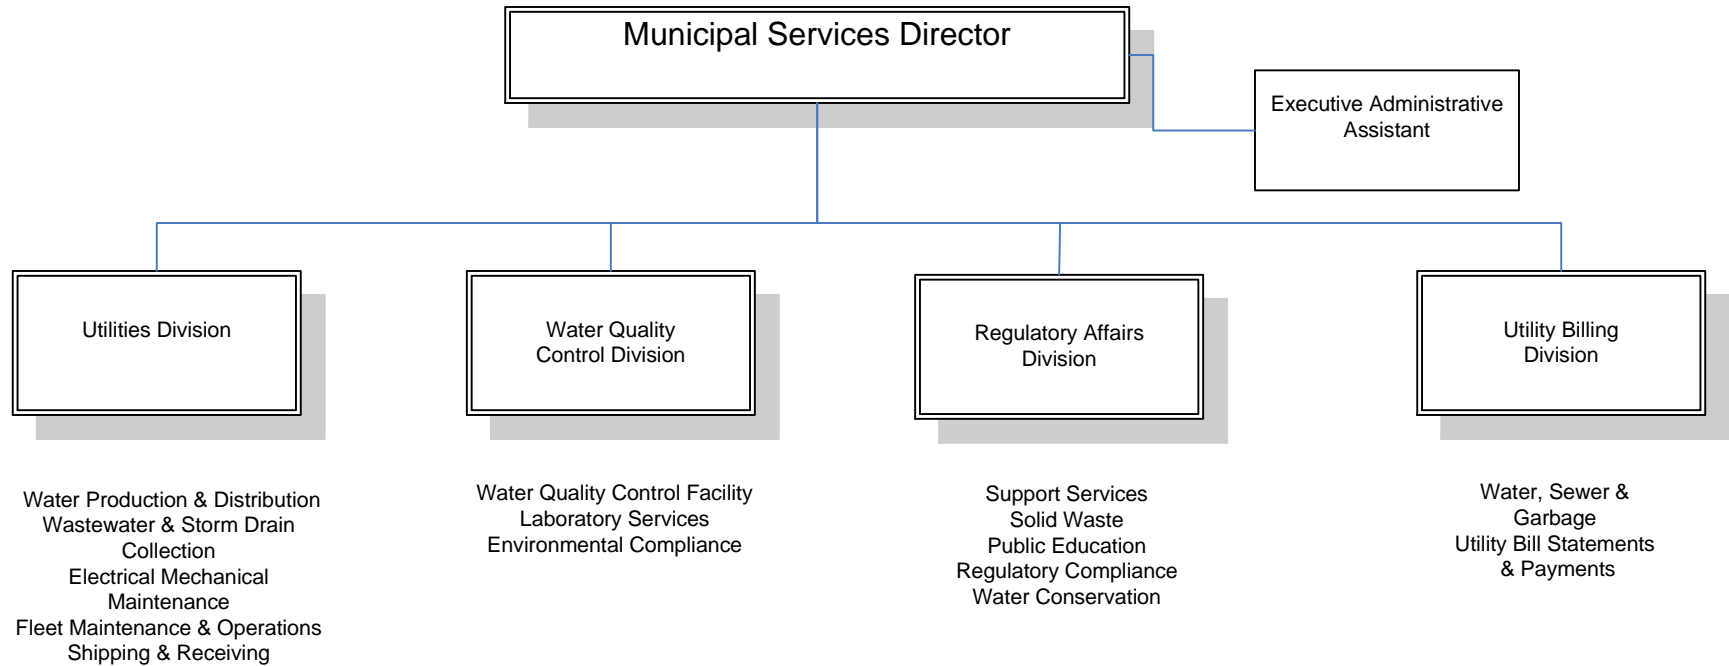 Municipal Services Director
Executive Administrative
Assistant
Utilities Division
Water Quality
Control Division
Regulatory Affairs
Division
Utility Billing
Division
Water Production & Distribution
Wastewater & Storm Drain
Collection
Electrical Mechanical
Maintenance
Fleet Maintenance & Operations
Shipping & Receiving
Water Quality Control Facility
Laboratory Services
Environmental Compliance
Support Services
Solid Waste
Public Education
Regulatory Compliance
Water Conservation
Water, Sewer &
Garbage
Utility Bill Statements
& Payments